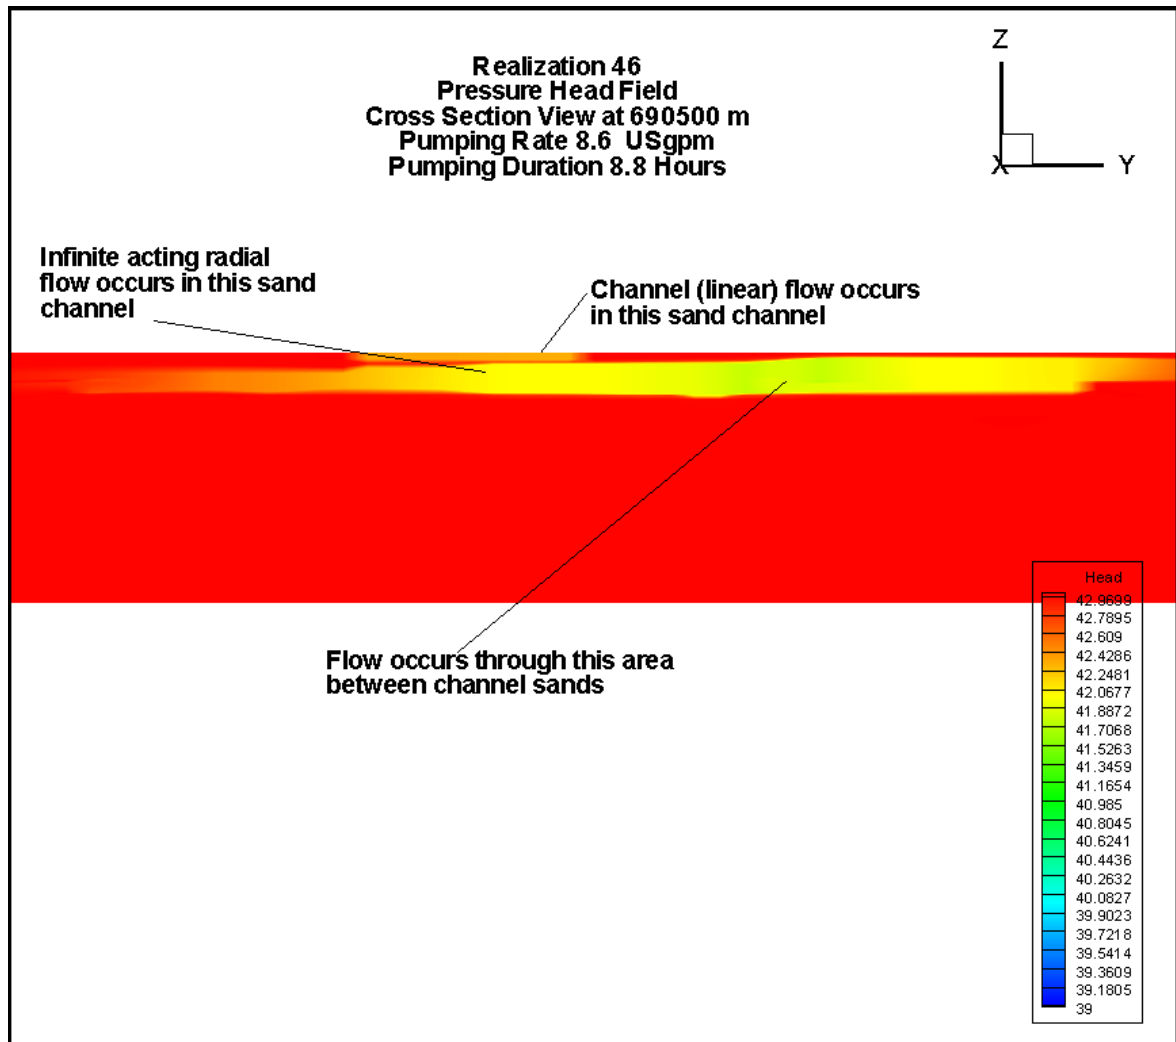 Realization 46
Pressure Head Field
Cross Section View at 690500 m
Pumping Rate 8.6 USgpm
Pumping Duration 8.8 Hours
Z
X
Y
Infinite acting radial
flow occurs in this sand
channel
Channel (linear) flow occurs
in this sand channel
Flow occurs through this area
between channel sands
Head
42.9699
42.7895
42.609
42.4286
42.2481
42.0677
41.8872
41.7068
41.5263
41.3459
41.1654
40.985
40.8045
40.6241
40.4436
40.2632
40.0827
39.9023
39.7218
39.5414
39.3609
39.1805
39